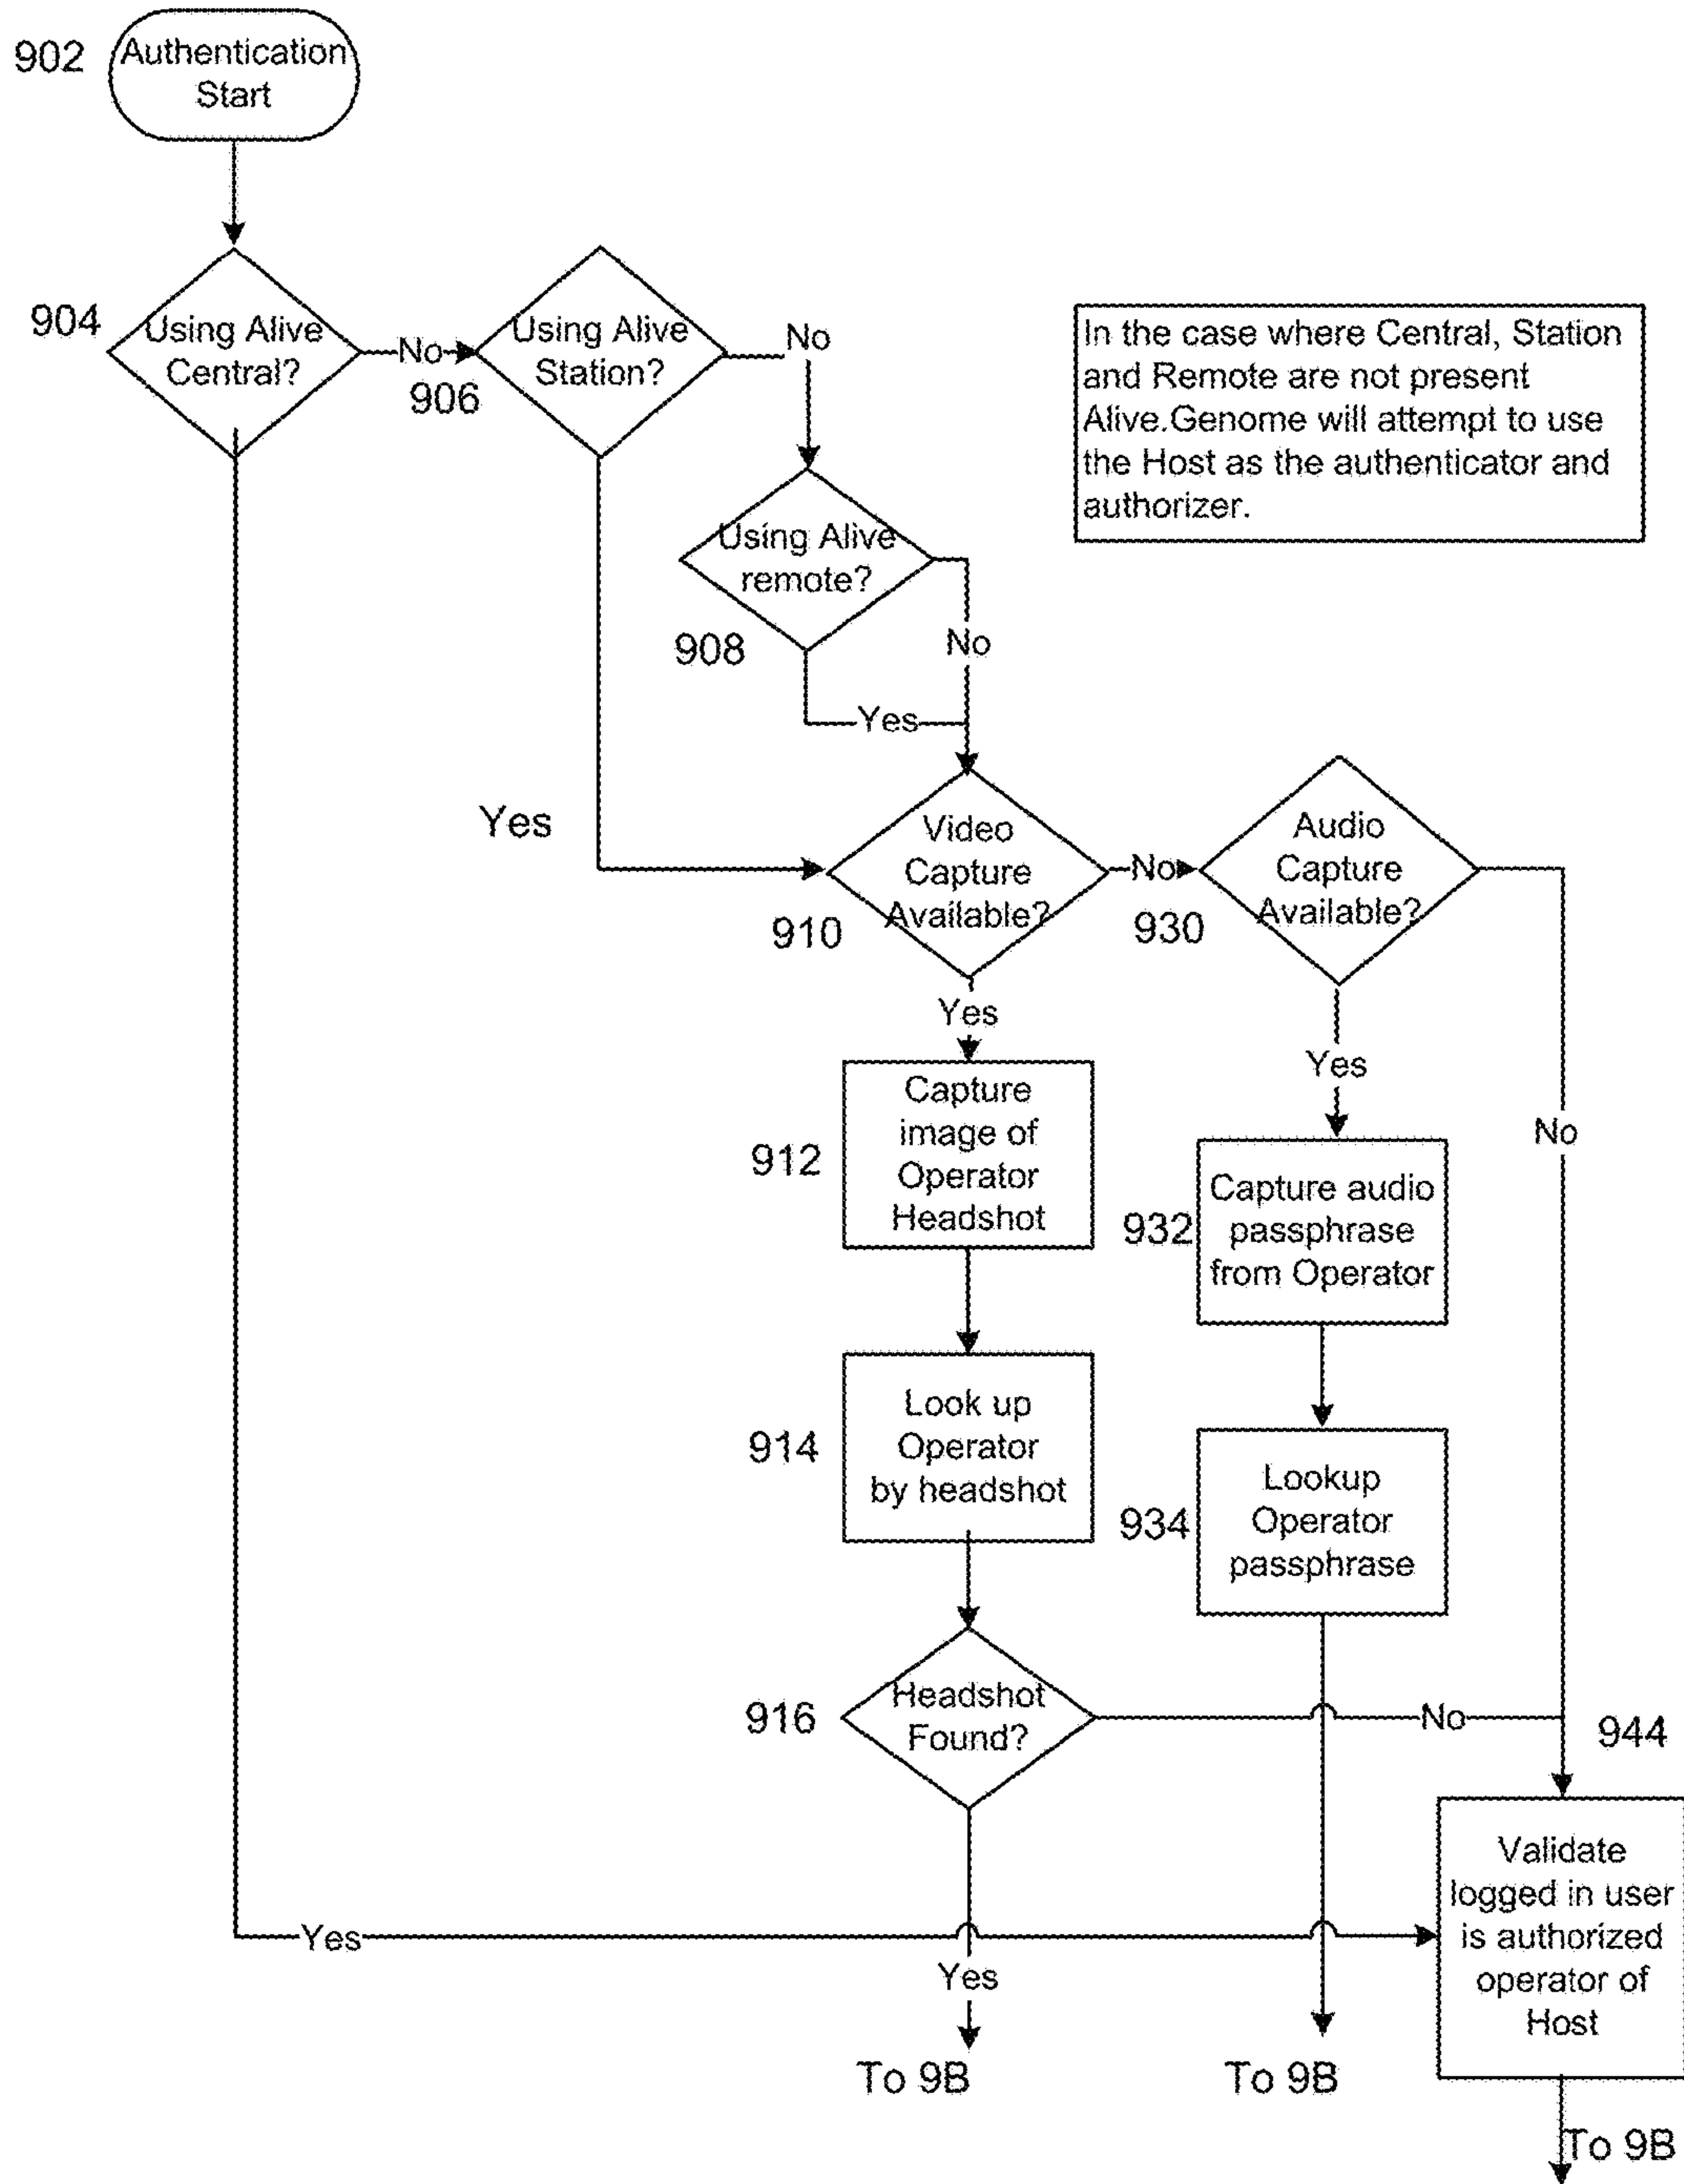 902
Authentication
Start
904
Using Alive
Central?
No
906
Using Alive
Station?
No
In the case where Central, Station
and Remote are not present
Alive.Genome will attempt to use
the Host as the authenticator and
authorizer.
Using Alive
remote?
908
No
Yes
Yes
Video
Capture
Available?
910
No
930
Audio
Capture
Available?
Yes
Yes
No
912
Capture
image of
Operator
Headshot
932
Capture audio
passphrase
from Operator
914
Look up
Operator
by headshot
934
Lookup
Operator
passphrase
916
Headshot
Found?
No
944
Validate
logged in user
is authorized
operator of
Host
Yes
Yes
To 9B
To 9B
To 9B